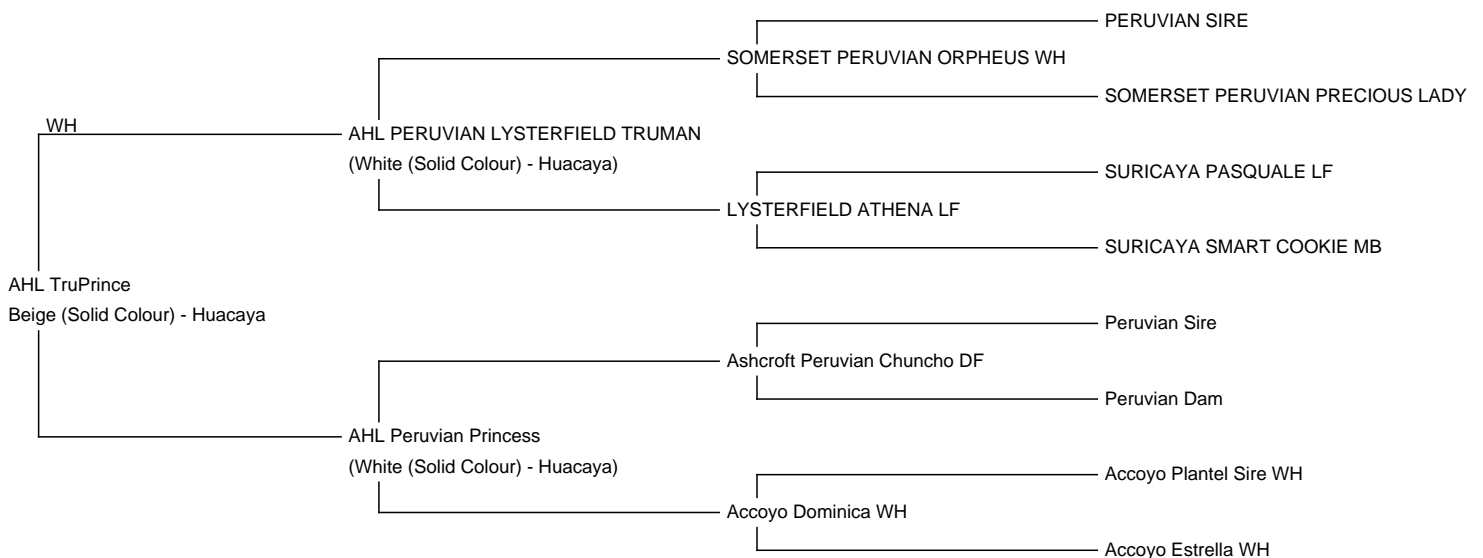 PERUVIAN SIRE
SOMERSET PERUVIAN ORPHEUS WH
SOMERSET PERUVIAN PRECIOUS LADY
WH
AHL PERUVIAN LYSTERFIELD TRUMAN
(White (Solid Colour) - Huacaya)
SURICAYA PASQUALE LF
LYSTERFIELD ATHENA LF
SURICAYA SMART COOKIE MB
AHL TruPrince
Beige (Solid Colour) - Huacaya
Peruvian Sire
Ashcroft Peruvian Chuncho DF
Peruvian Dam
AHL Peruvian Princess
(White (Solid Colour) - Huacaya)
Accoyo Plantel Sire WH
Accoyo Dominica WH
Accoyo Estrella WH